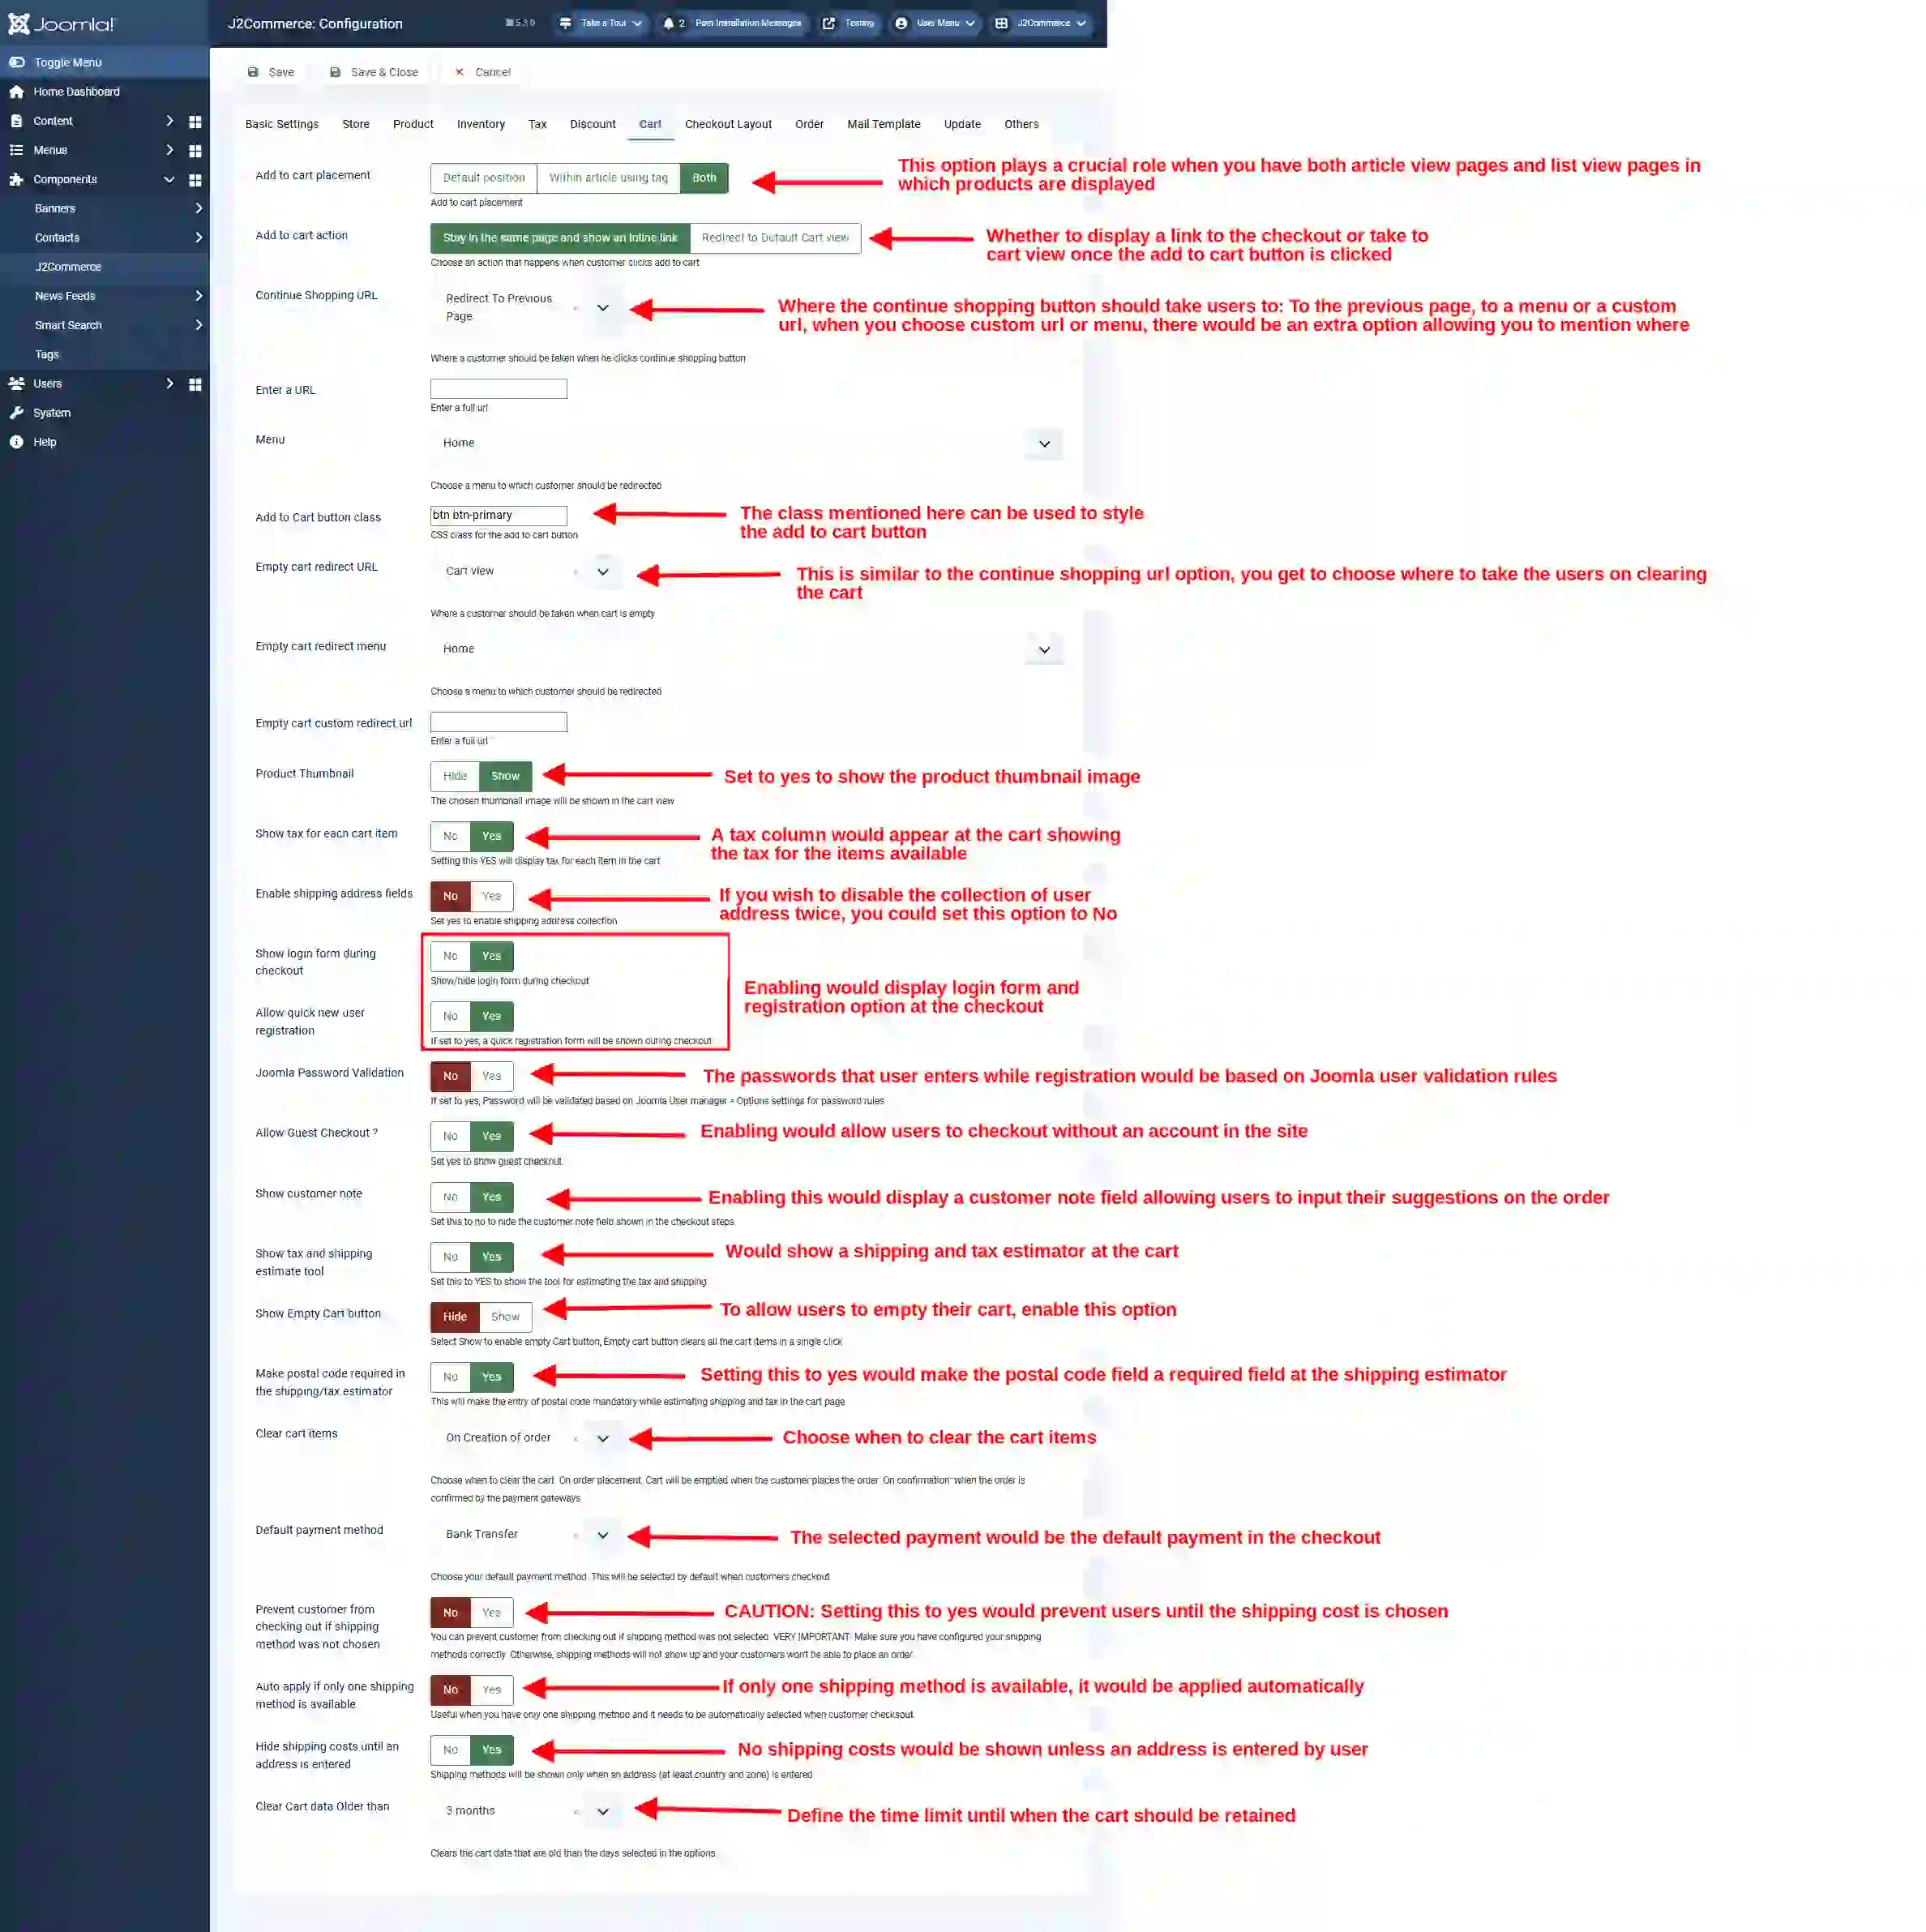 Joomla!
J2Commerce: Configuration
5.3.0
Take a Tour
2 Post Installation Messages
Testing
User Menu
J2Commerce
Toggle Menu
Home Dashboard
Content
Menus
Components
Banners
Contacts
J2Commerce
News Feeds
Smart Search
Tags
Users
System
Help
Save
Save & Close
Cancel
Basic Settings
Store
Product
Inventory
Tax
Discount
Cart
Checkout Layout
Order
Mail Template
Update
Others
Add to cart placement
Default position
Within article using tag
Both
Add to cart placement
This option plays a crucial role when you have both article view pages and list view pages in
which products are displayed
Add to cart action
Stay in the same page and show an inline link
Redirect to Default Cart view
Choose an action that happens when customer clicks add to cart
Whether to display a link to the checkout or take to
cart view once the add to cart button is clicked
Continue Shopping URL
Redirect To Previous
Page
Where a customer should be taken when he clicks continue shopping button
Where the continue shopping button should take users to: To the previous page, to a menu or a custom
url, when you choose custom url or menu, there would be an extra option allowing you to mention where
Enter a URL
Enter a full url
Menu
Home
Choose a menu to which customer should be redirected
Add to Cart button class
btn btn-primary
CSS class for the add to cart button
The class mentioned here can be used to style
the add to cart button
Empty cart redirect URL
Cart view
Where a customer should be taken when cart is empty
This is similar to the continue shopping url option, you get to choose where to take the users on clearing
the cart
Empty cart redirect menu
Home
Choose a menu to which customer should be redirected
Empty cart custom redirect url
Enter a full url
Product Thumbnail
Hide
Show
The chosen thumbnail image will be shown in the cart view
Set to yes to show the product thumbnail image
Show tax for each cart item
No
Yes
Setting this YES will display tax for each item in the cart
A tax column would appear at the cart showing
the tax for the items available
Enable shipping address fields
No
Yes
Set yes to enable shipping address collection
If you wish to disable the collection of user
address twice, you could set this option to No
Show login form during
checkout
No
Yes
Show/hide login form during checkout
Allow quick new user
registration
No
Yes
If set to yes, a quick registration form will be shown during checkout
Enabling would display login form and
registration option at the checkout
Joomla Password Validation
No
Yes
If set to yes, Password will be validated based on Joomla User manager > Options settings for password rules
The passwords that user enters while registration would be based on Joomla user validation rules
Allow Guest Checkout ?
No
Yes
Set yes to show guest checkout.
Enabling would allow users to checkout without an account in the site
Show customer note
No
Yes
Set this to no to hide the customer note field shown in the checkout steps
Enabling this would display a customer note field allowing users to input their suggestions on the order
Show tax and shipping
estimate tool
No
Yes
Set this to YES to show the tool for estimating the tax and shipping
Would show a shipping and tax estimator at the cart
Show Empty Cart button
Hide
Show
Select Show to enable empty Cart button, Empty cart button clears all the cart items in a single click
To allow users to empty their cart, enable this option
Make postal code required in
the shipping/tax estimator
No
Yes
This will make the entry of postal code mandatory while estimating shipping and tax in the cart page
Setting this to yes would make the postal code field a required field at the shipping estimator
Clear cart items
On Creation of order
Choose when to clear the cart. On order placement, Cart will be emptied when the customer places the order. On confirmation- when the order is
confirmed by the payment gateways
Choose when to clear the cart items
Default payment method
Bank Transfer
Choose your default payment method. This will be selected by default when customers checkout
The selected payment would be the default payment in the checkout
Prevent customer from
checking out if shipping
method was not chosen
No
Yes
You can prevent customer from checking out if shipping method was not selected. VERY IMPORTANT: Make sure you have configured your shipping
methods correctly. Otherwise, shipping methods will not show up and your customers won't be able to place an order
CAUTION: Setting this to yes would prevent users until the shipping cost is chosen
Auto apply if only one shipping
method is available
No
Yes
Useful when you have only one shipping method and it needs to be automatically selected when customer checksout.
If only one shipping method is available, it would be applied automatically
Hide shipping costs until an
address is entered
No
Yes
Shipping methods will be shown only when an address (at least country and zone) is entered
No shipping costs would be shown unless an address is entered by user
Clear Cart data Older than
3 months
Clears the cart data that are old than the days selected in the options.
Define the time limit until when the cart should be retained